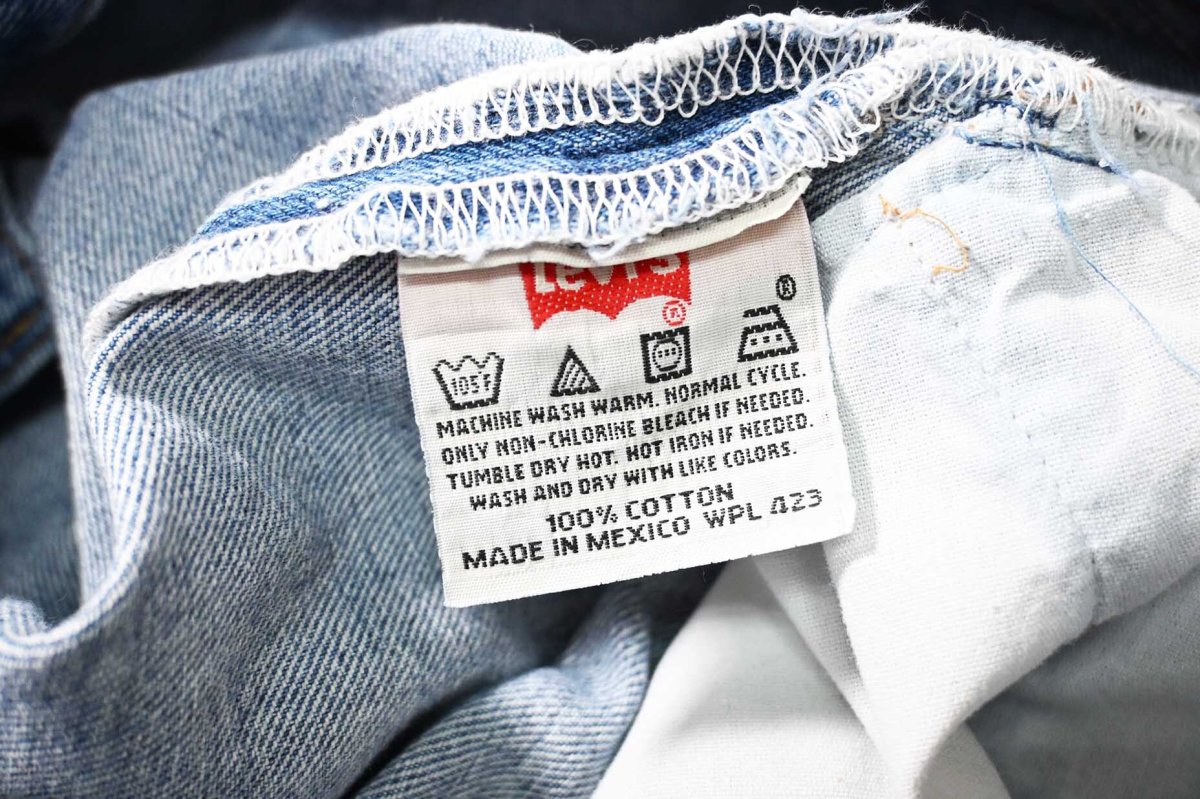 Levi's
®
®
105F
MACHINE WASH WARM. NORMAL CYCLE.
ONLY NON-CHLORINE BLEACH IF NEEDED.
TUMBLE DRY HOT. HOT IRON IF NEEDED.
WASH AND DRY WITH LIKE COLORS.
100% COTTON
MADE IN MEXICO WPL 423